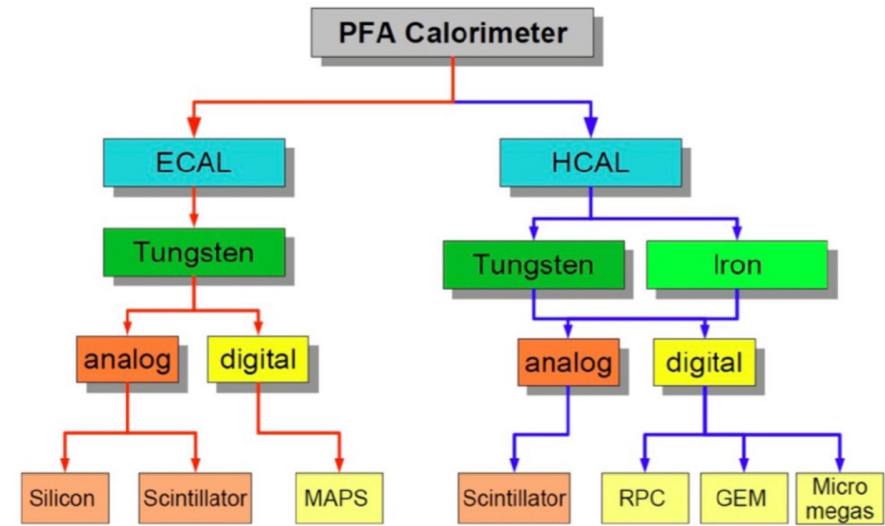 PFA Calorimeter
ECAL
HCAL
Tungsten
Tungsten
Iron
analog
digital
analog
digital
Silicon
Scintillator
MAPS
Scintillator
RPC
GEM
Micro
megas